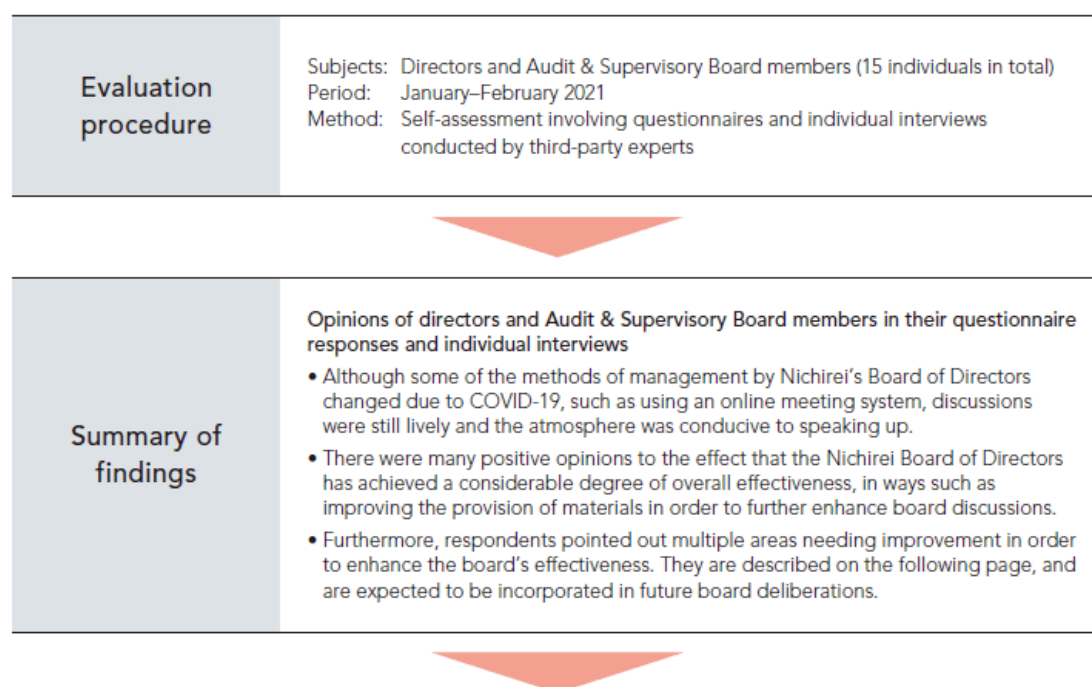 Evaluation
procedure
Subjects: Directors and Audit & Supervisory Board members (15 individuals in total)
Period: January–February 2021
Method: Self-assessment involving questionnaires and individual interviews
conducted by third-party experts
Summary of
findings
Opinions of directors and Audit & Supervisory Board members in their questionnaire
responses and individual interviews
• Although some of the methods of management by Nichirei’s Board of Directors
changed due to COVID-19, such as using an online meeting system, discussions
were still lively and the atmosphere was conducive to speaking up.
• There were many positive opinions to the effect that the Nichirei Board of Directors
has achieved a considerable degree of overall effectiveness, in ways such as
improving the provision of materials in order to further enhance board discussions.
• Furthermore, respondents pointed out multiple areas needing improvement in order
to enhance the board’s effectiveness. They are described on the following page, and
are expected to be incorporated in future board deliberations.